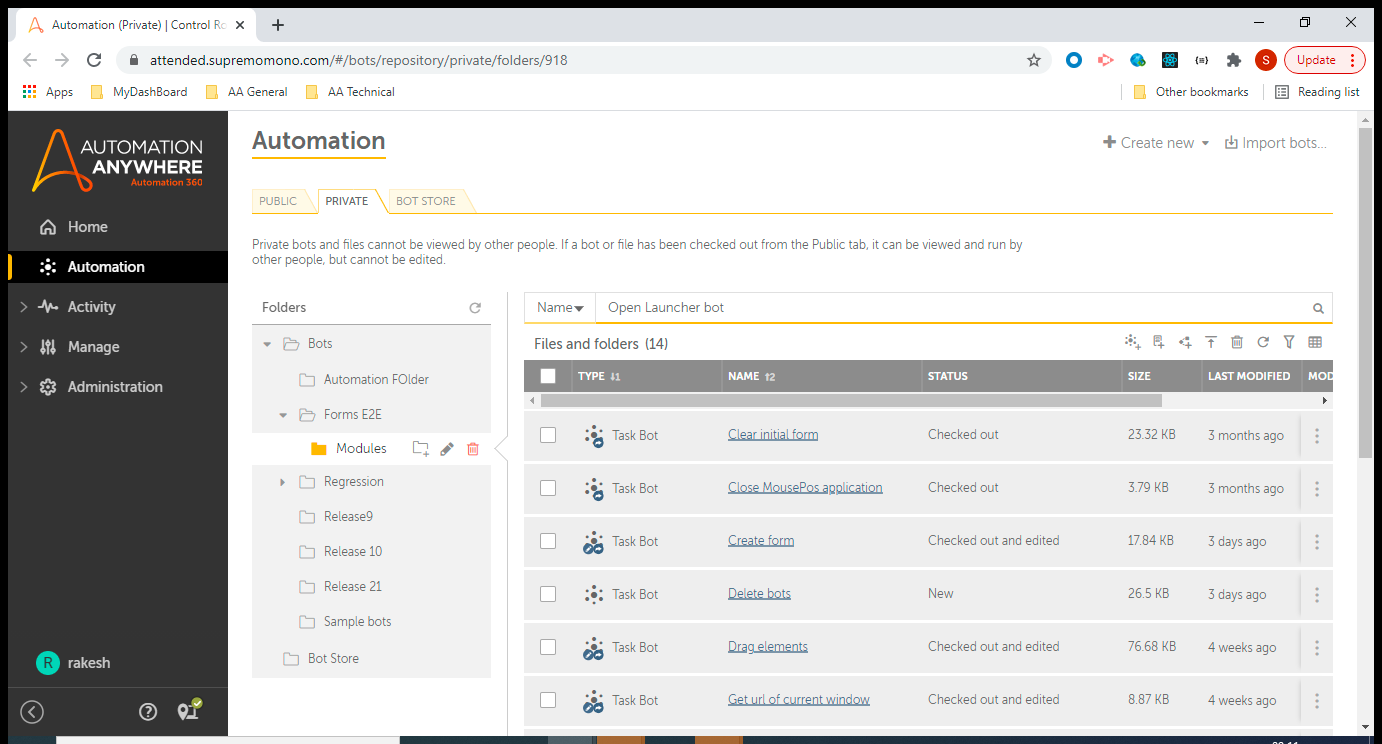 Automation (Private) | Control Ro
attended.supremomono.com/#/bots/repository/private/folders/918
S
Update
Apps
MyDashBoard
AA General
AA Technical
Other bookmarks
Reading list
AUTOMATION
ANYWHERE
Automation 360
Home
Automation
Activity
Manage
Administration
R
rakesh
Automation
Create new
Import bots...
PUBLIC
PRIVATE
BOT STORE
Private bots and files cannot be viewed by other people. If a bot or file has been checked out from the Public tab, it can be viewed and run by
other people, but cannot be edited.
Folders
Bots
Automation FOlder
Forms E2E
Modules
Regression
Release9
Release 10
Release 21
Sample bots
Bot Store
Name
Open Launcher bot
Files and folders (14)
TYPE 1 NAME 2 STATUS SIZE LAST MODIFIED MOD
Task Bot Clear initial form Checked out 23.32 KB 3 months ago
Task Bot Close MousePos application Checked out 3.79 KB 3 months ago
Task Bot Create form Checked out and edited 17.84 KB 3 days ago
Task Bot Delete bots New 26.5 KB 3 days ago
Task Bot Drag elements Checked out and edited 76.68 KB 4 weeks ago
Task Bot Get url of current window Checked out and edited 8.87 KB 4 weeks ago